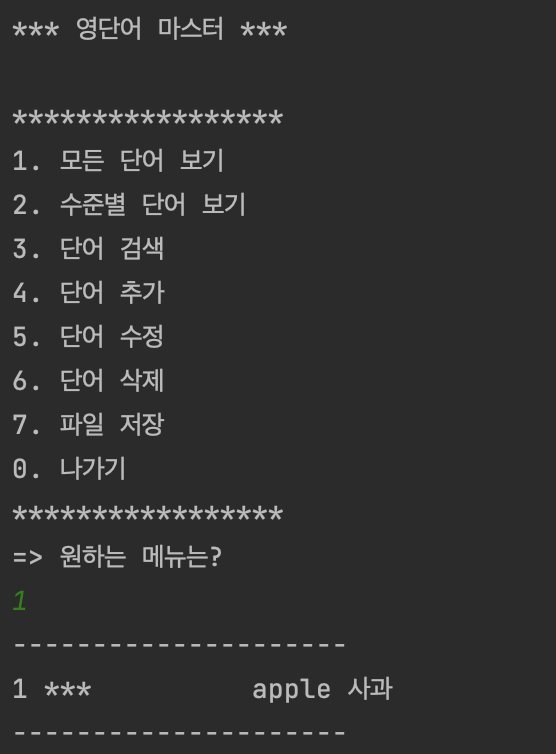 *** 영단어 마스터 ***
*****************
1. 모든 단어 보기
2. 수준별 단어 보기
3. 단어 검색
4. 단어 추가
5. 단어 수정
6. 단어 삭제
7. 파일 저장
0. 나가기
*****************
=> 원하는 메뉴는?
1
---------------------
1 ***          apple 사과
---------------------